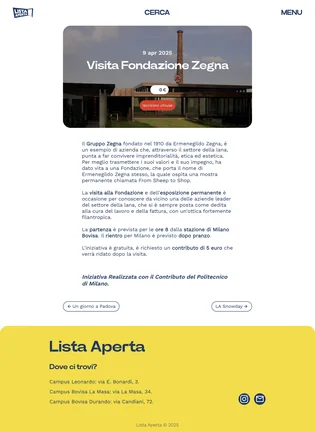 LISTA APERTA
CERCA
MENU
9 apr 2025
Visita Fondazione Zegna
0 €
Iscrizioni chiuse
Il Gruppo Zegna fondato nel 1910 da Ermenegildo Zegna, è
un esempio di azienda che, attraverso il settore della lana,
punta a far convivere imprenditorialità, etica ed estetica.
Per meglio trasmettere i suoi valori e il suo impegno, ha
dato vita a una Fondazione, che porta il nome di
Ermenegildo Zegna stesso, la quale ospita una mostra
permanente chiamata From Sheep to Shop.
La visita alla Fondazione e dell'esposizione permanente è
occasione per conoscere da vicino una delle aziende leader
del settore della lana, che si è sempre posta come dedita
alla cura del lavoro e della fattura, con un'ottica fortemente
filantropica.
La partenza è prevista per le ore 8 dalla stazione di Milano
Bovisa. Il rientro per Milano è previsto dopo pranzo.
L'iniziativa è gratuita, è richiesto un contributo di 5 euro che
verrà ridato dopo la visita.
Iniziativa Realizzata con il Contributo del Politecnico
di Milano.
← Un giorno a Padova
LA Snowday →
Lista Aperta
Dove ci trovi?
Campus Leonardo: via E. Bonardi, 3.
Campus Bovisa La Masa: via La Masa, 34.
Campus Bovisa Durando: via Candiani, 72.
Lista Aperta © 2025